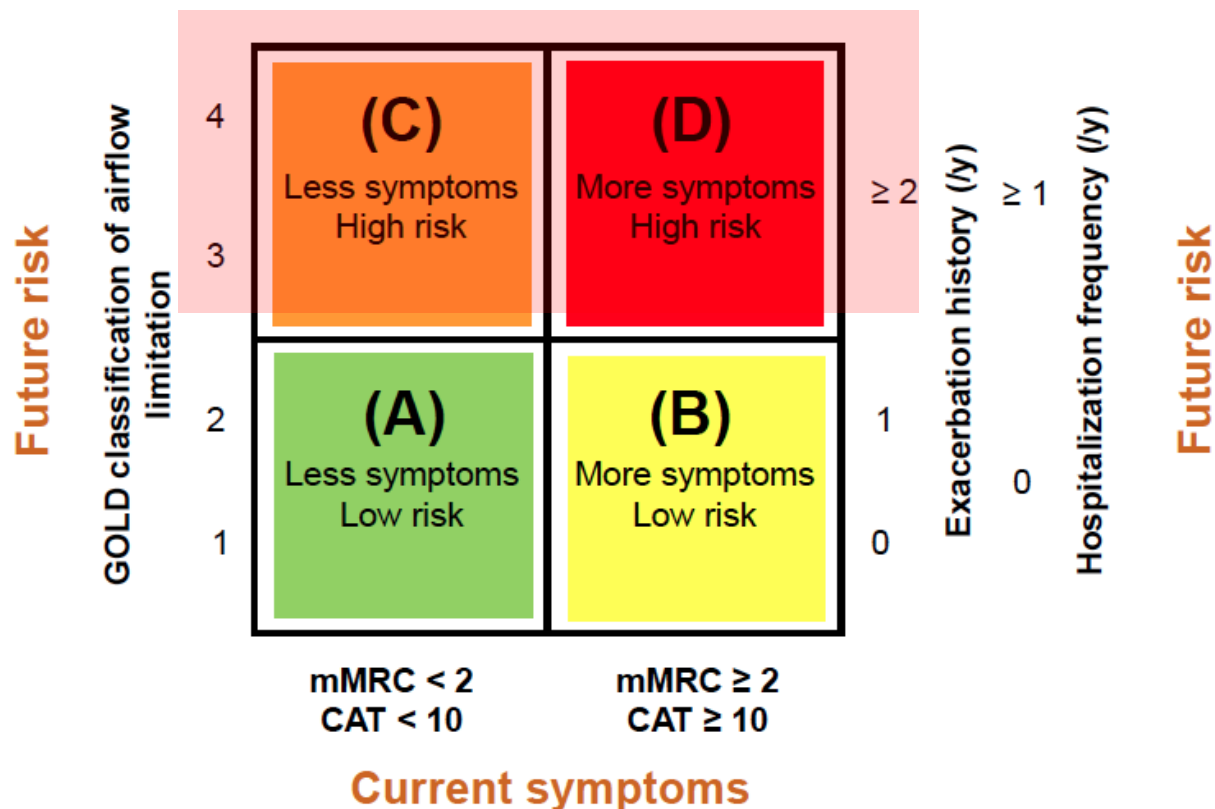 Future risk
GOLD classification of airflow
limitation
4
3
2
1
(C)
Less symptoms
High risk
(D)
More symptoms
High risk
(A)
Less symptoms
Low risk
(B)
More symptoms
Low risk
≥ 2
1
0
Exacerbation history (/y)
≥ 1
0
Hospitalization frequency (/y)
Future risk
mMRC < 2
CAT < 10
mMRC ≥ 2
CAT ≥ 10
Current symptoms